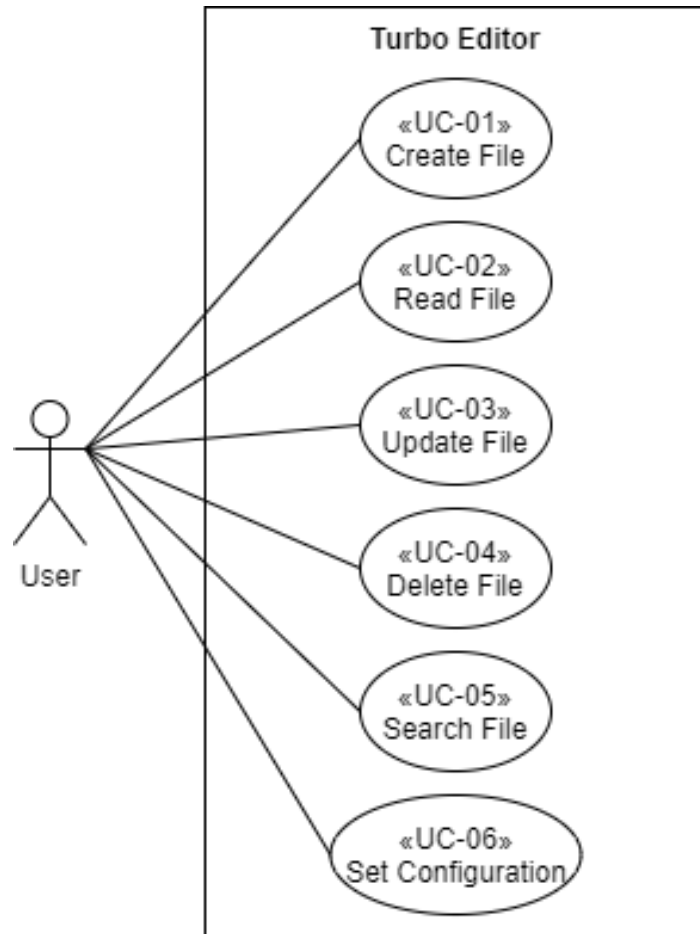 Turbo Editor
«UC-01»
Create File
«UC-02»
Read File
«UC-03»
Update File
«UC-04»
Delete File
User
«UC-05»
Search File
«UC-06»
Set Configuration